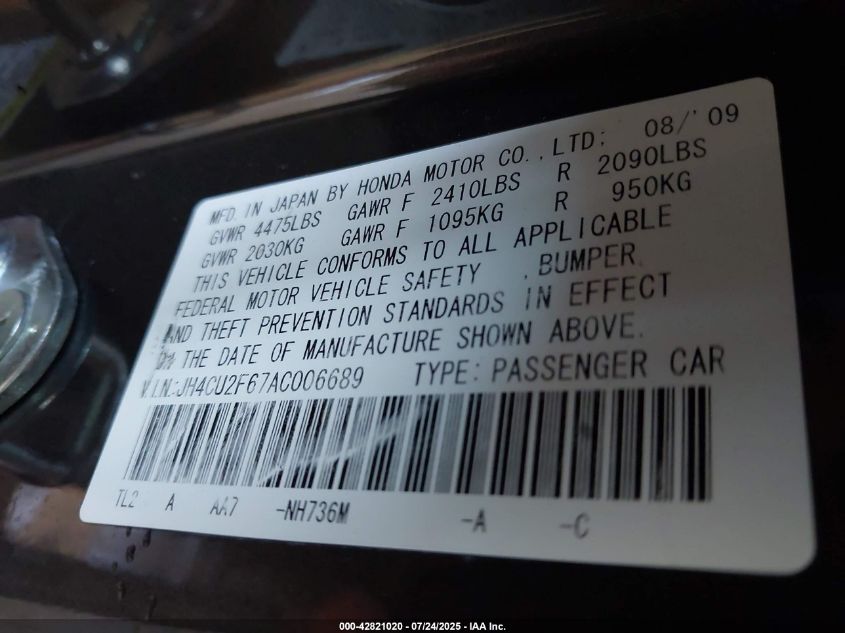 MFD. IN JAPAN BY HONDA MOTOR CO.,LTD; 08/'09
GVWR 4475LBS GAWR F 2410LBS R 2090LBS
GVWR 2030KG GAWR F 1095KG R 950KG
THIS VEHICLE CONFORMS TO ALL APPLICABLE
FEDERAL MOTOR VEHICLE SAFETY , BUMPER,
AND THEFT PREVENTION STANDARDS IN EFFECT
ON THE DATE OF MANUFACTURE SHOWN ABOVE.
V.I.N.:JH4CU2F67AC006689 TYPE: PASSENGER CAR
TL2 A AA7 -NH736M -A -C
000-42821020 - 07/24/2025 - IAA Inc.